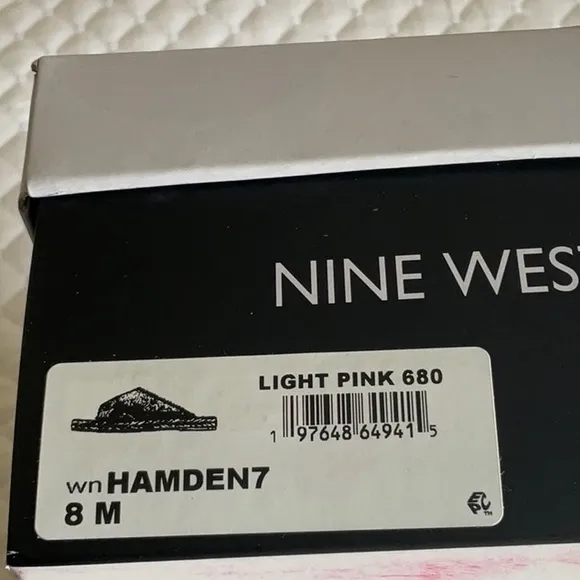 NINE WEST
LIGHT PINK 680
1 97648 64941 5
wn HAMDEN7
8 M